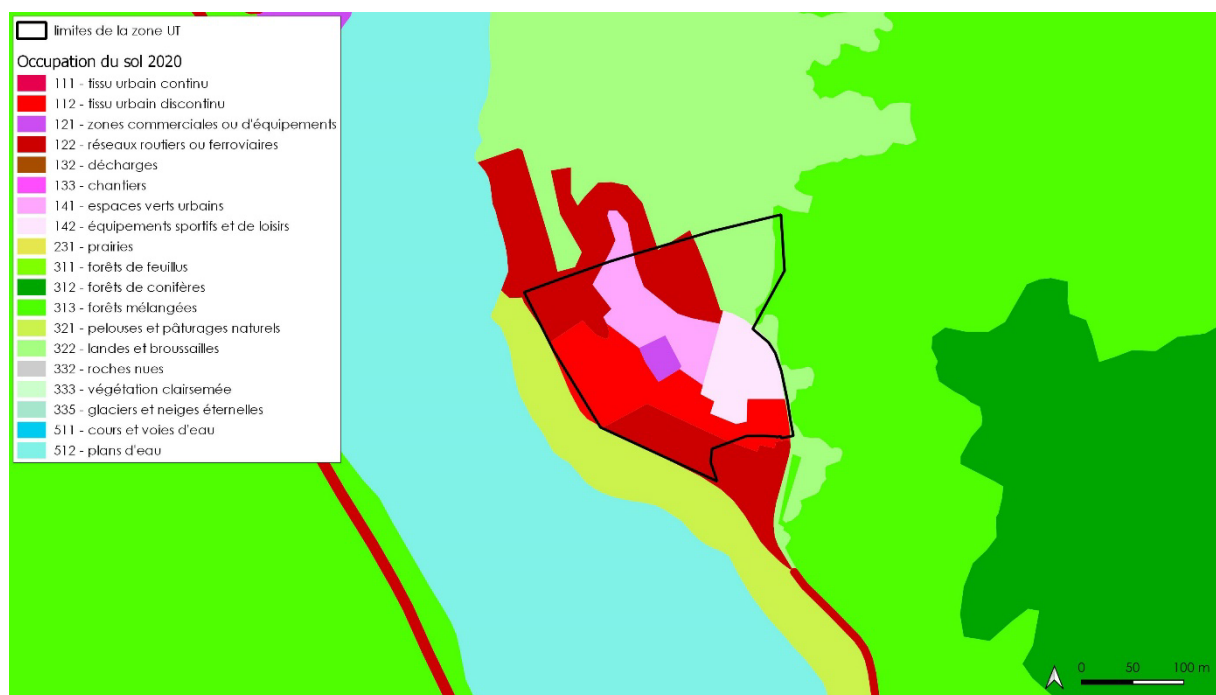 limites de la zone UT
Occupation du sol 2020
111 - tissu urbain continu
112 - tissu urbain discontinu
121 - zones commerciales ou d'équipements
122 - réseaux routiers ou ferroviaires
132 - décharges
133 - chantiers
141 - espaces verts urbains
142 - équipements sportifs et de loisirs
231 - prairies
311 - forêts de feuillus
312 - forêts de conifères
313 - forêts mélangées
321 - pelouses et pâturages naturels
322 - landes et broussailles
332 - roches nues
333 - végétation clairsemée
335 - glaciers et neiges éternelles
511 - cours et voies d'eau
512 - plans d'eau
0 50 100 m